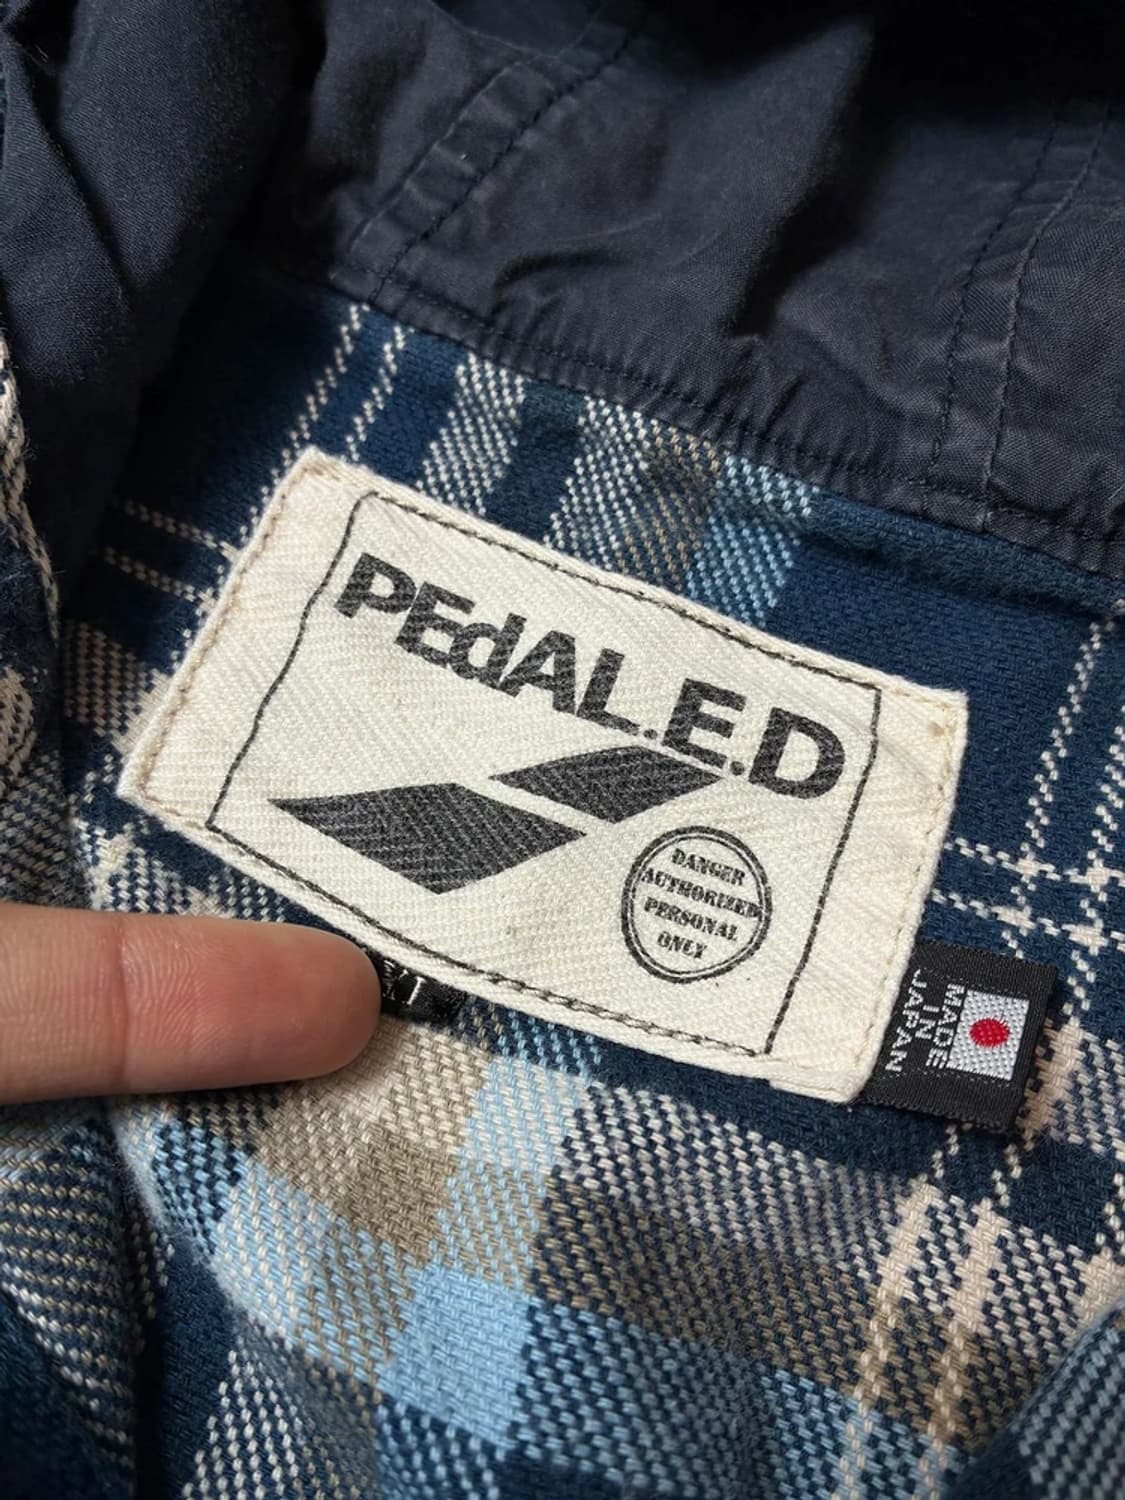 PEdAL.E.D
DANGER
AUTHORIZED
PERSONAL
ONLY
MADE
IN
JAPAN